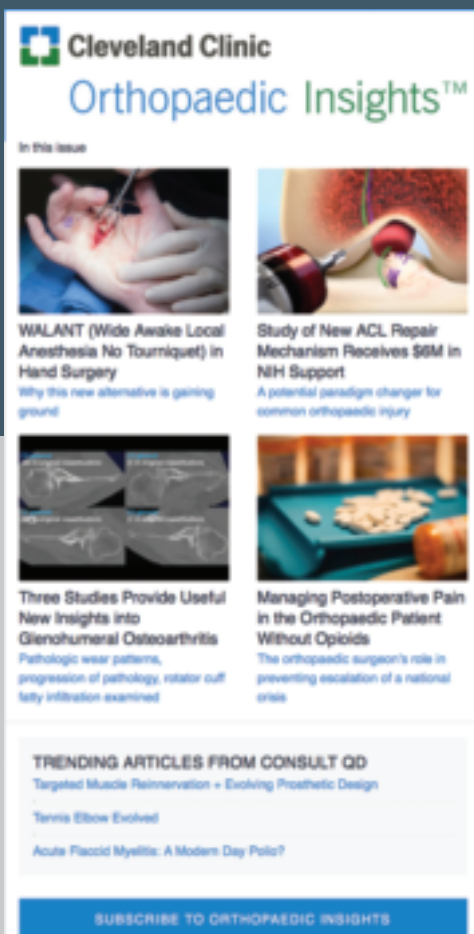 Cleveland Clinic
Orthopaedic Insights™
In this issue
WALANT (Wide Awake Local
Anesthesia No Tourniquet) in
Hand Surgery
Why this new alternative is gaining
ground
Study of New ACL Repair
Mechanism Receives $6M in
NIH Support
A potential paradigm changer for
common orthopaedic injury
Three Studies Provide Useful
New Insights into
Glenohumeral Osteoarthritis
Pathologic wear patterns,
progression of pathology, rotator cuff
fatty infiltration examined
Managing Postoperative Pain
in the Orthopaedic Patient
Without Opioids
The orthopaedic surgeon's role in
preventing escalation of a national
crisis
TRENDING ARTICLES FROM CONSULT QD
Targeted Muscle Reinnervation + Evolving Prosthetic Design
Tennis Elbow Evolved
Acute Flaccid Myelitis: A Modern Day Polio?
SUBSCRIBE TO ORTHOPAEDIC INSIGHTS